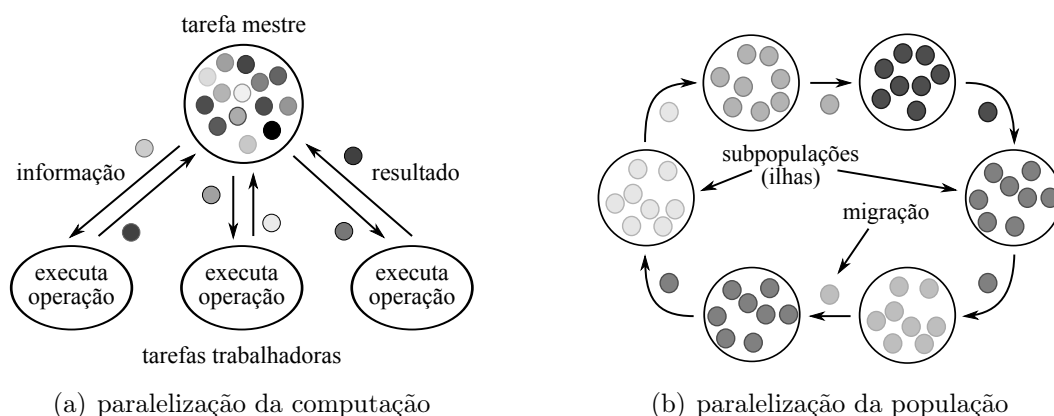 tarefa mestre
informação
resultado
executa
operação
executa
operação
executa
operação
tarefas trabalhadoras
(a) paralelização da computação
subpopulações
(ilhas)
migração
(b) paralelização da população